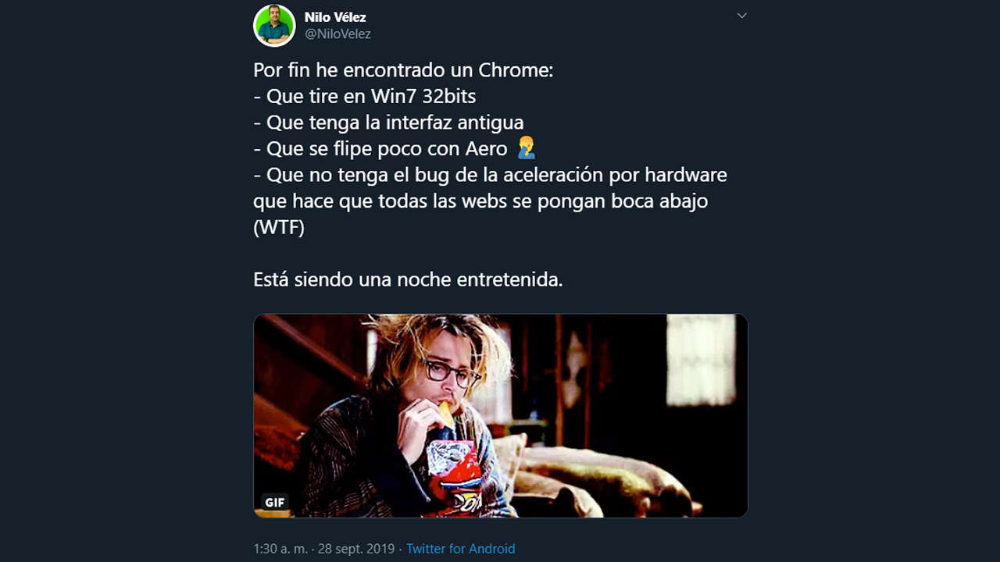 Nilo Vélez
@NiloVelez
Por fin he encontrado un Chrome:
- Que tire en Win7 32bits
- Que tenga la interfaz antigua
- Que se flipe poco con Aero 🤦‍♂️
- Que no tenga el bug de la aceleración por hardware
que hace que todas las webs se pongan boca abajo
(WTF)
Está siendo una noche entretenida.
GIF
1:30 a. m. · 28 sept. 2019 · Twitter for Android